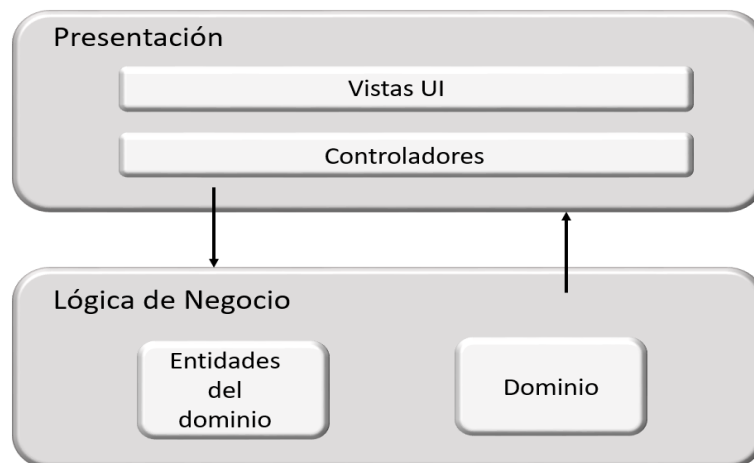 Presentación
Vistas UI
Controladores
Lógica de Negocio
Entidades
del
dominio
Dominio